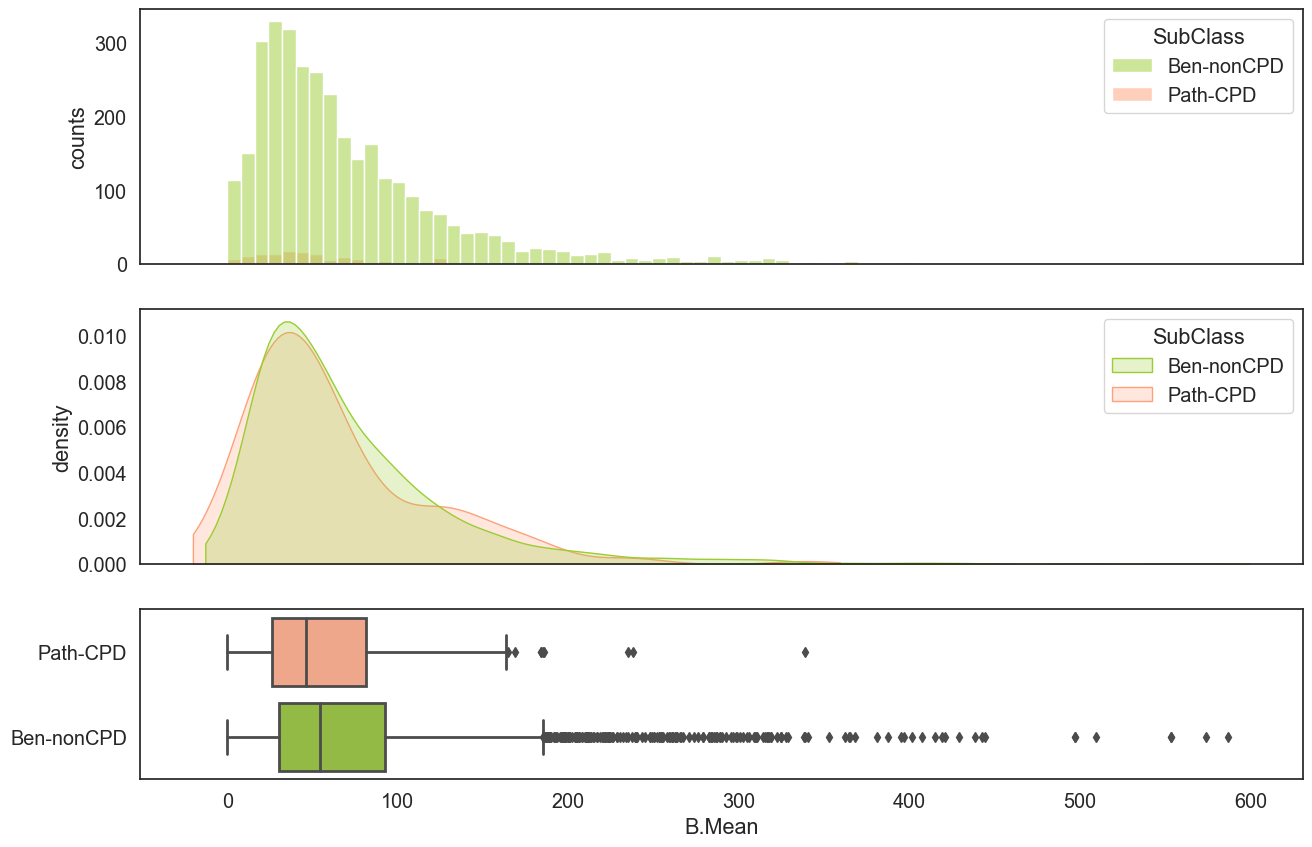 300
200
100
0
counts
SubClass
Ben-nonCPD
Path-CPD
0.010
0.008
0.006
0.004
0.002
0.000
density
SubClass
Ben-nonCPD
Path-CPD
Path-CPD
Ben-nonCPD
0 100 200 300 400 500 600
B.Mean